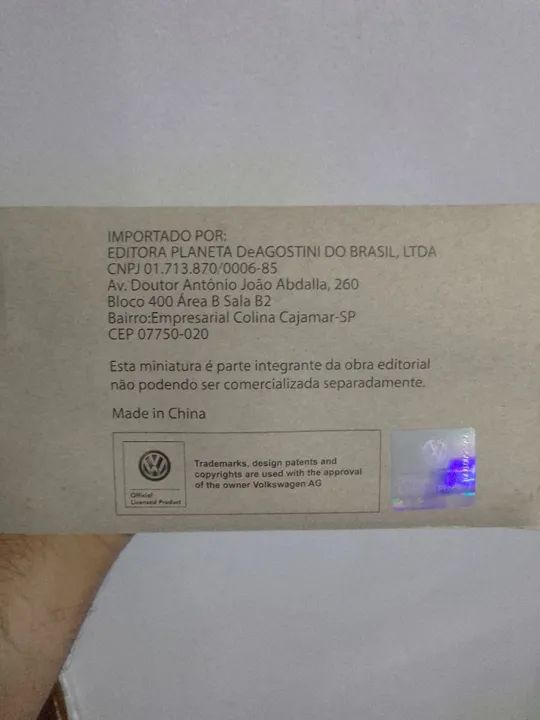 IMPORTADO POR:
EDITORA PLANETA DeAGOSTINI DO BRASIL, LTDA
CNPJ 01.713.870/0006-85
Av. Doutor Antônio João Abdalla, 260
Bloco 400 Área B Sala B2
Bairro:Empresarial Colina Cajamar-SP
CEP 07750-020
Esta miniatura é parte integrante da obra editorial
não podendo ser comercializada separadamente.
Made in China
Official
Licensed Product
Trademarks, design patents and
copyrights are used with the approval
of the owner Volkswagen AG